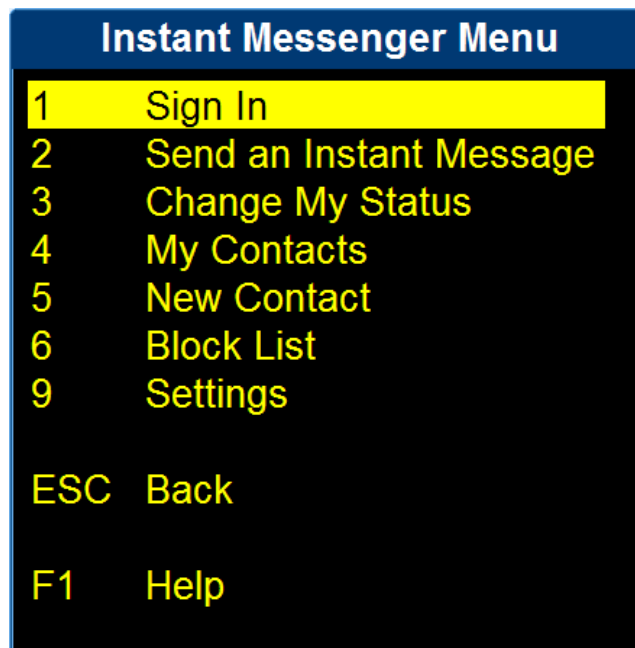 Instant Messenger Menu
1 Sign In
2 Send an Instant Message
3 Change My Status
4 My Contacts
5 New Contact
6 Block List
9 Settings
ESC Back
F1 Help